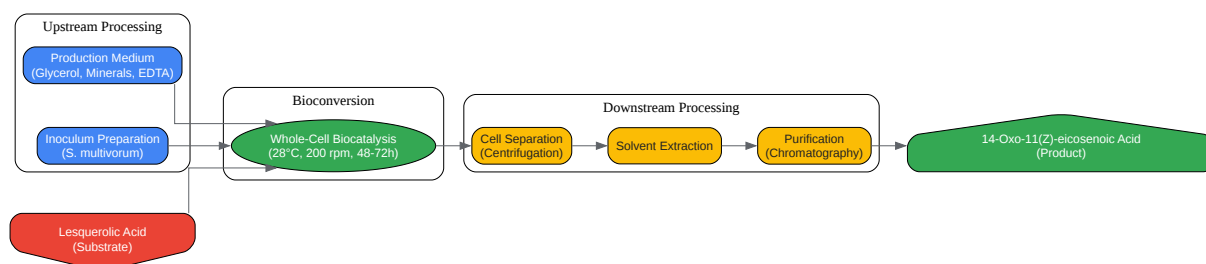 Upstream Processing
Production Medium
(Glycerol, Minerals, EDTA)
Inoculum Preparation
(S. multivorum)
Lesquerolic Acid
(Substrate)
Bioconversion
Whole-Cell Biocatalysis
(28°C, 200 rpm, 48-72h)
Downstream Processing
Cell Separation
(Centrifugation)
Solvent Extraction
Purification
(Chromatography)
14-Oxo-11(Z)-eicosenoic Acid
(Product)